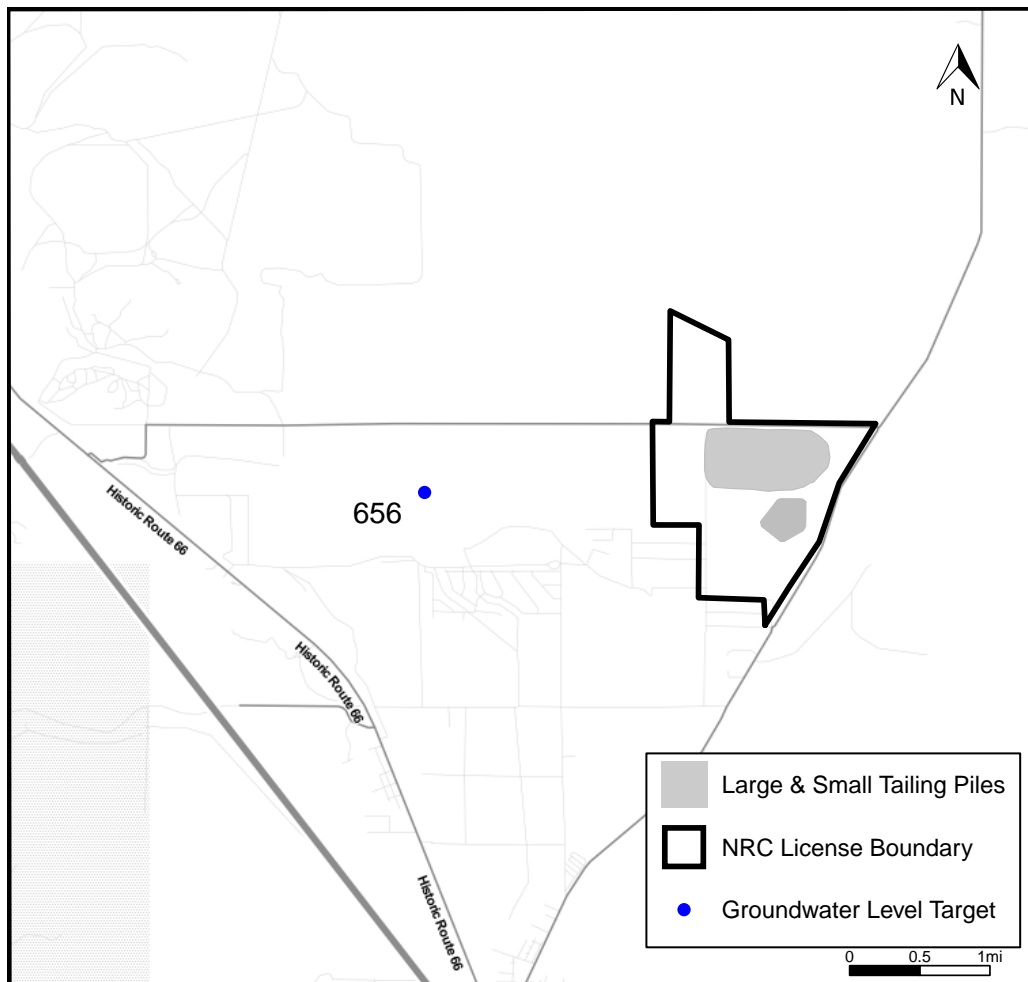 N
656
Historic Route 66
Historic Route 66
Historic Route 66
Large & Small Tailing Piles
NRC License Boundary
Groundwater Level Target
0 0.5 1mi